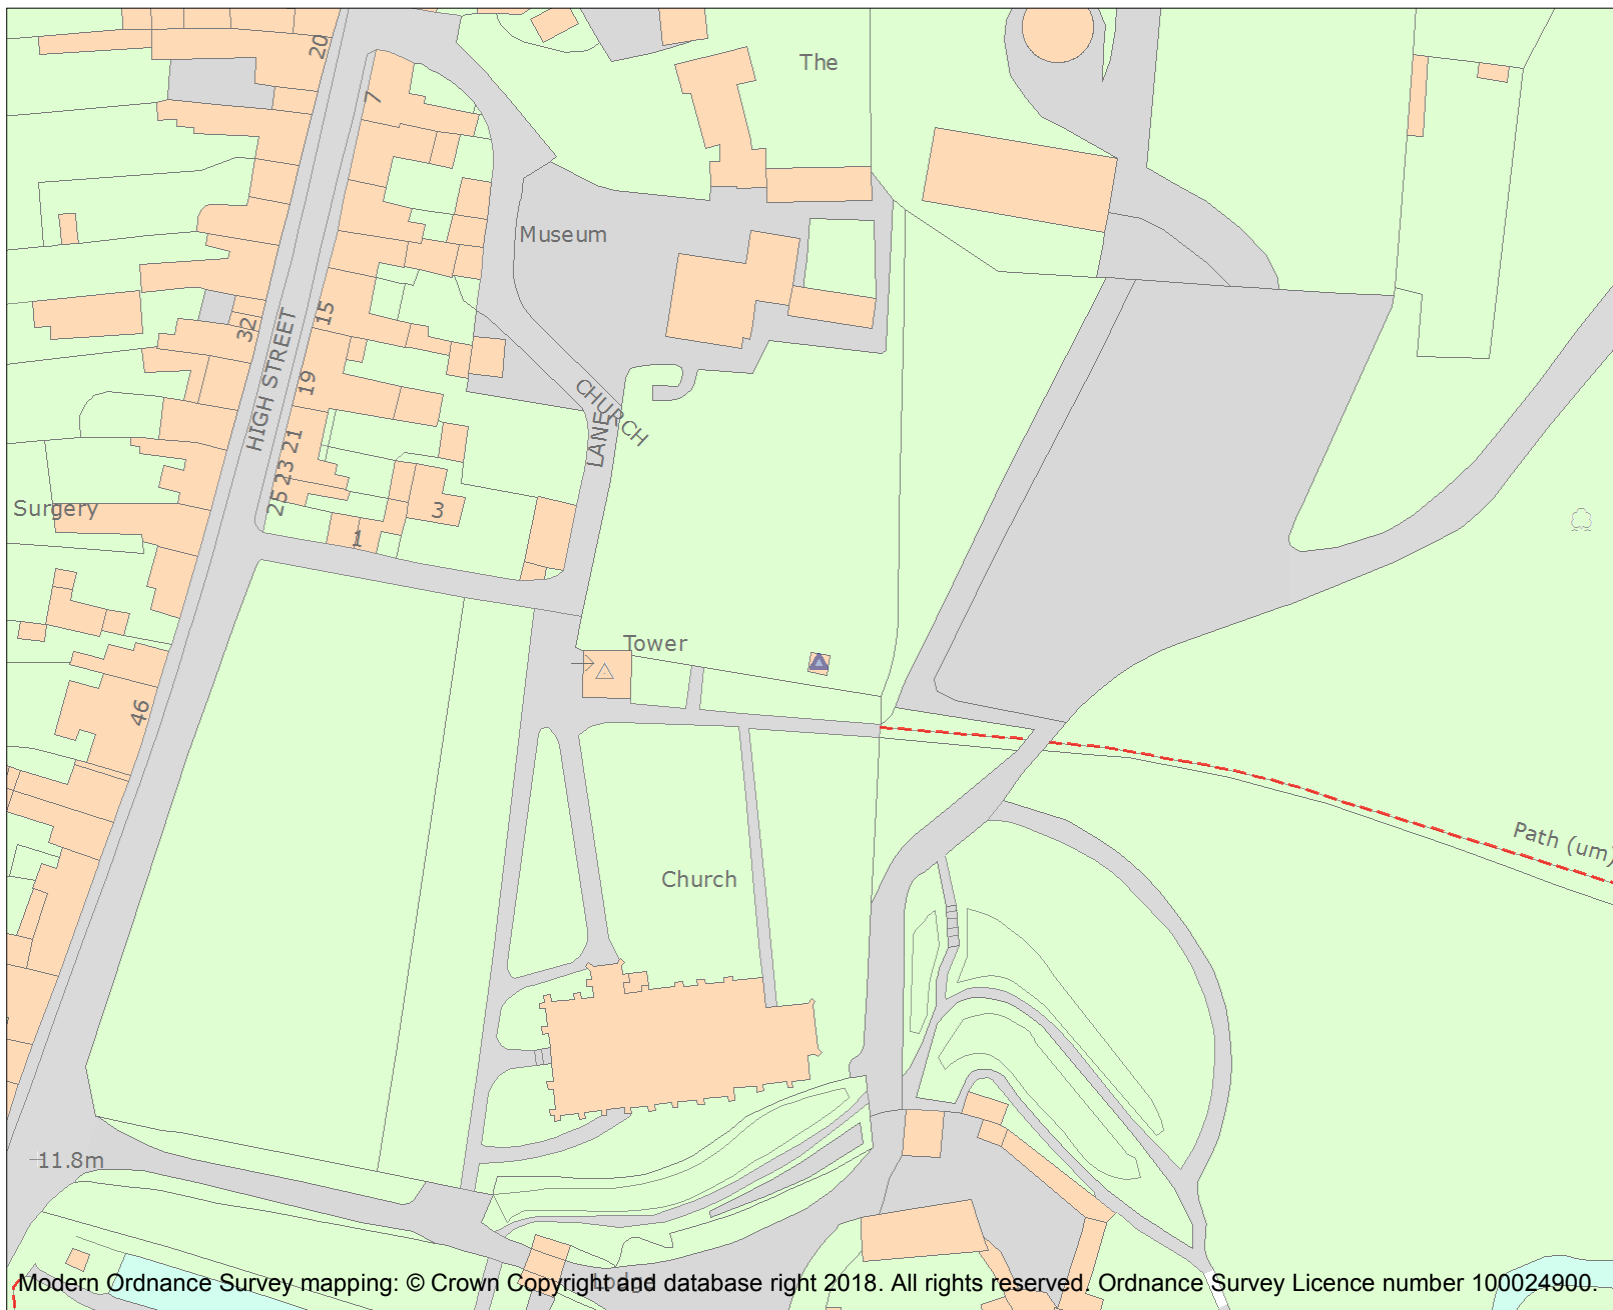 The
20
7
Museum
15
32
HIGH STREET
19
CHURCH
LANE
21
23
25
3
1
Surgery
Tower
46
Path (um)
Church
11.8m
Lodge
Modern Ordnance Survey mapping: © Crown Copyright and database right 2018. All rights reserved. Ordnance Survey Licence number 100024900.